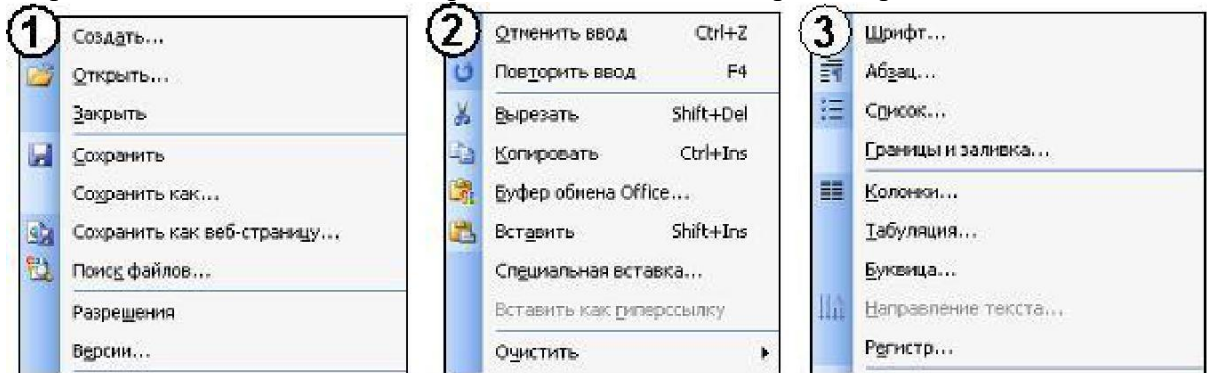 1
Создать...
Открыть...
Закрыть
Сохранить
Сохранить как...
Сохранить как веб-страницу...
Поиск файлов...
Разрешения
Версии...
2
Отменить ввод Ctrl+Z
Повторить ввод F4
Вырезать Shift+Del
Копировать Ctrl+Ins
Буфер обмена Office...
Вставить Shift+Ins
Специальная вставка...
Вставить как гиперссылку
Очистить
3
Шрифт...
Абзац...
Список...
Границы и заливка...
Колонки...
Табуляция...
Буквица...
Направление текста...
Регистр...